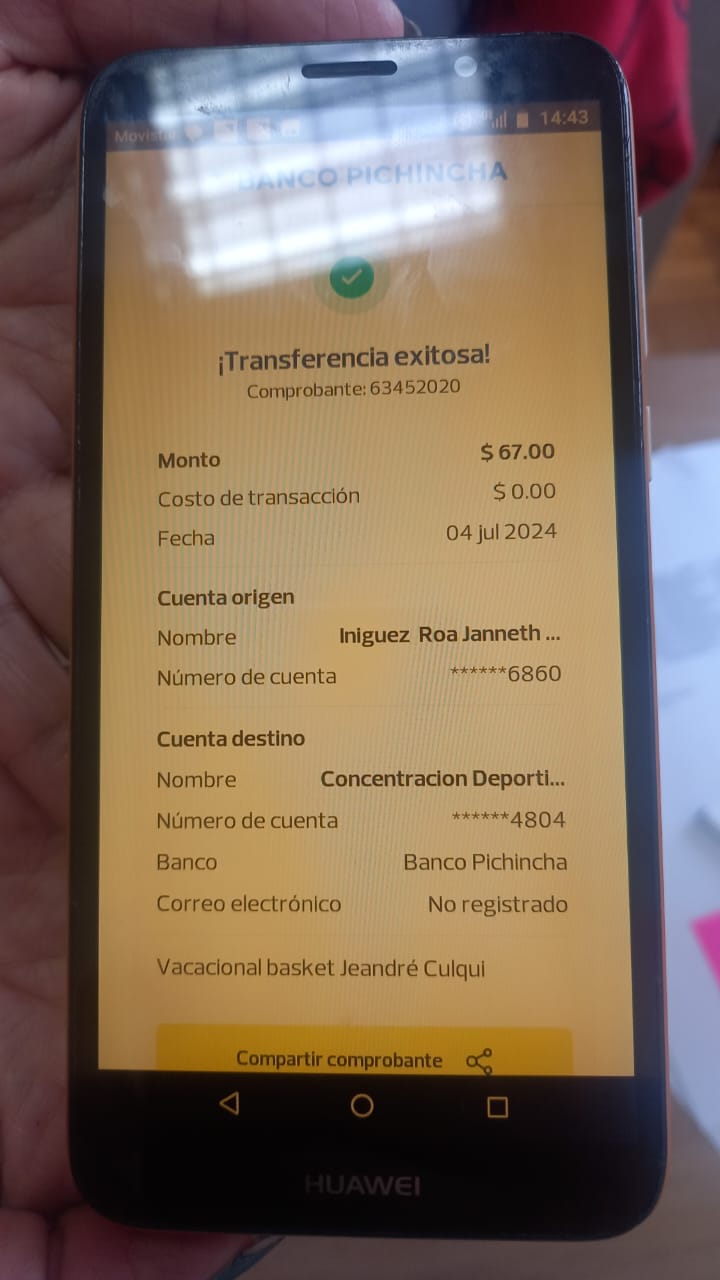 Movistar 14:43
BANCO PICHINCHA
¡Transferencia exitosa!
Comprobante: 63452020
Monto $ 67.00
Costo de transacción $ 0.00
Fecha 04 jul 2024
Cuenta origen
Nombre Iniguez Roa Janneth ...
Número de cuenta ******6860
Cuenta destino
Nombre Concentracion Deporti...
Número de cuenta ******4804
Banco Banco Pichincha
Correo electrónico No registrado
Vacacional basket Jeandré Culqui
Compartir comprobante
HUAWEI